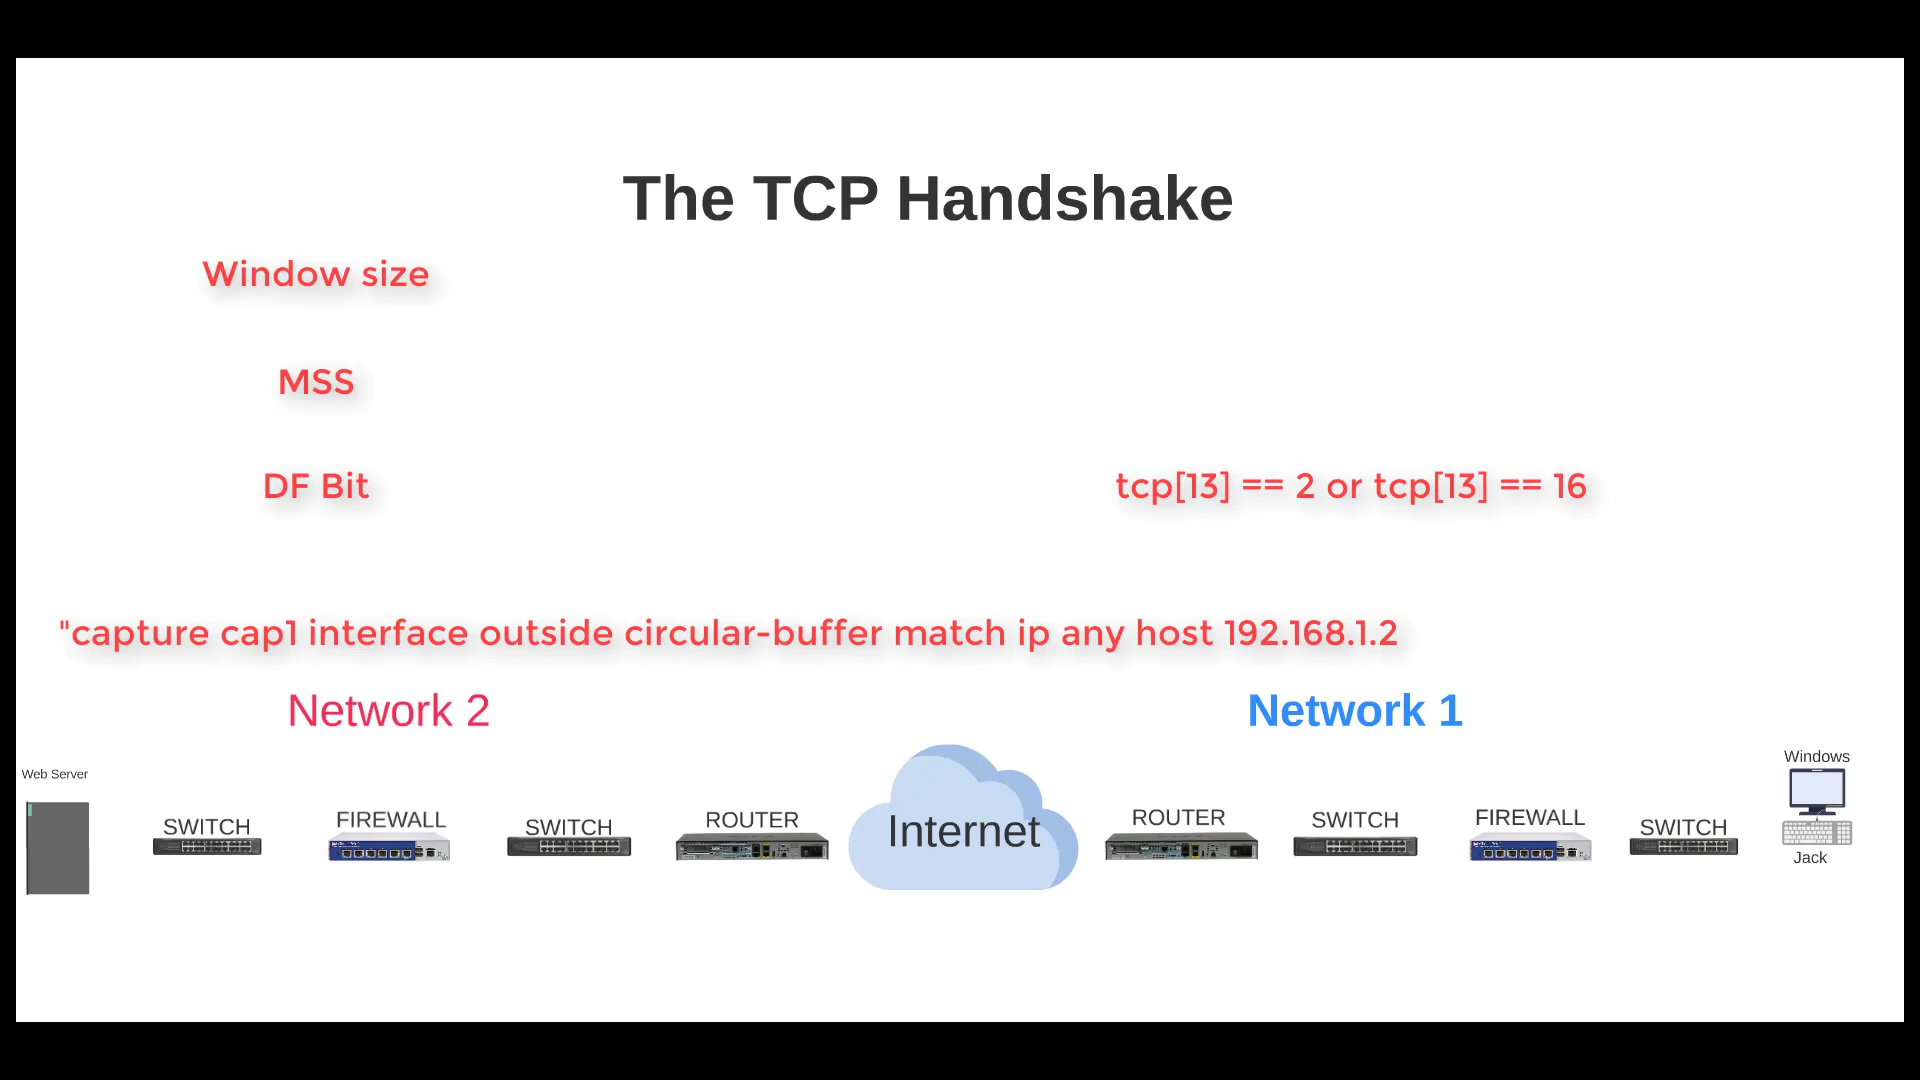 The TCP Handshake
Window size
MSS
DF Bit
tcp[13] == 2 or tcp[13] == 16
"capture cap1 interface outside circular-buffer match ip any host 192.168.1.2
Network 2
Network 1
Web Server
SWITCH
FIREWALL
SWITCH
ROUTER
Internet
ROUTER
SWITCH
FIREWALL
SWITCH
Windows
Jack